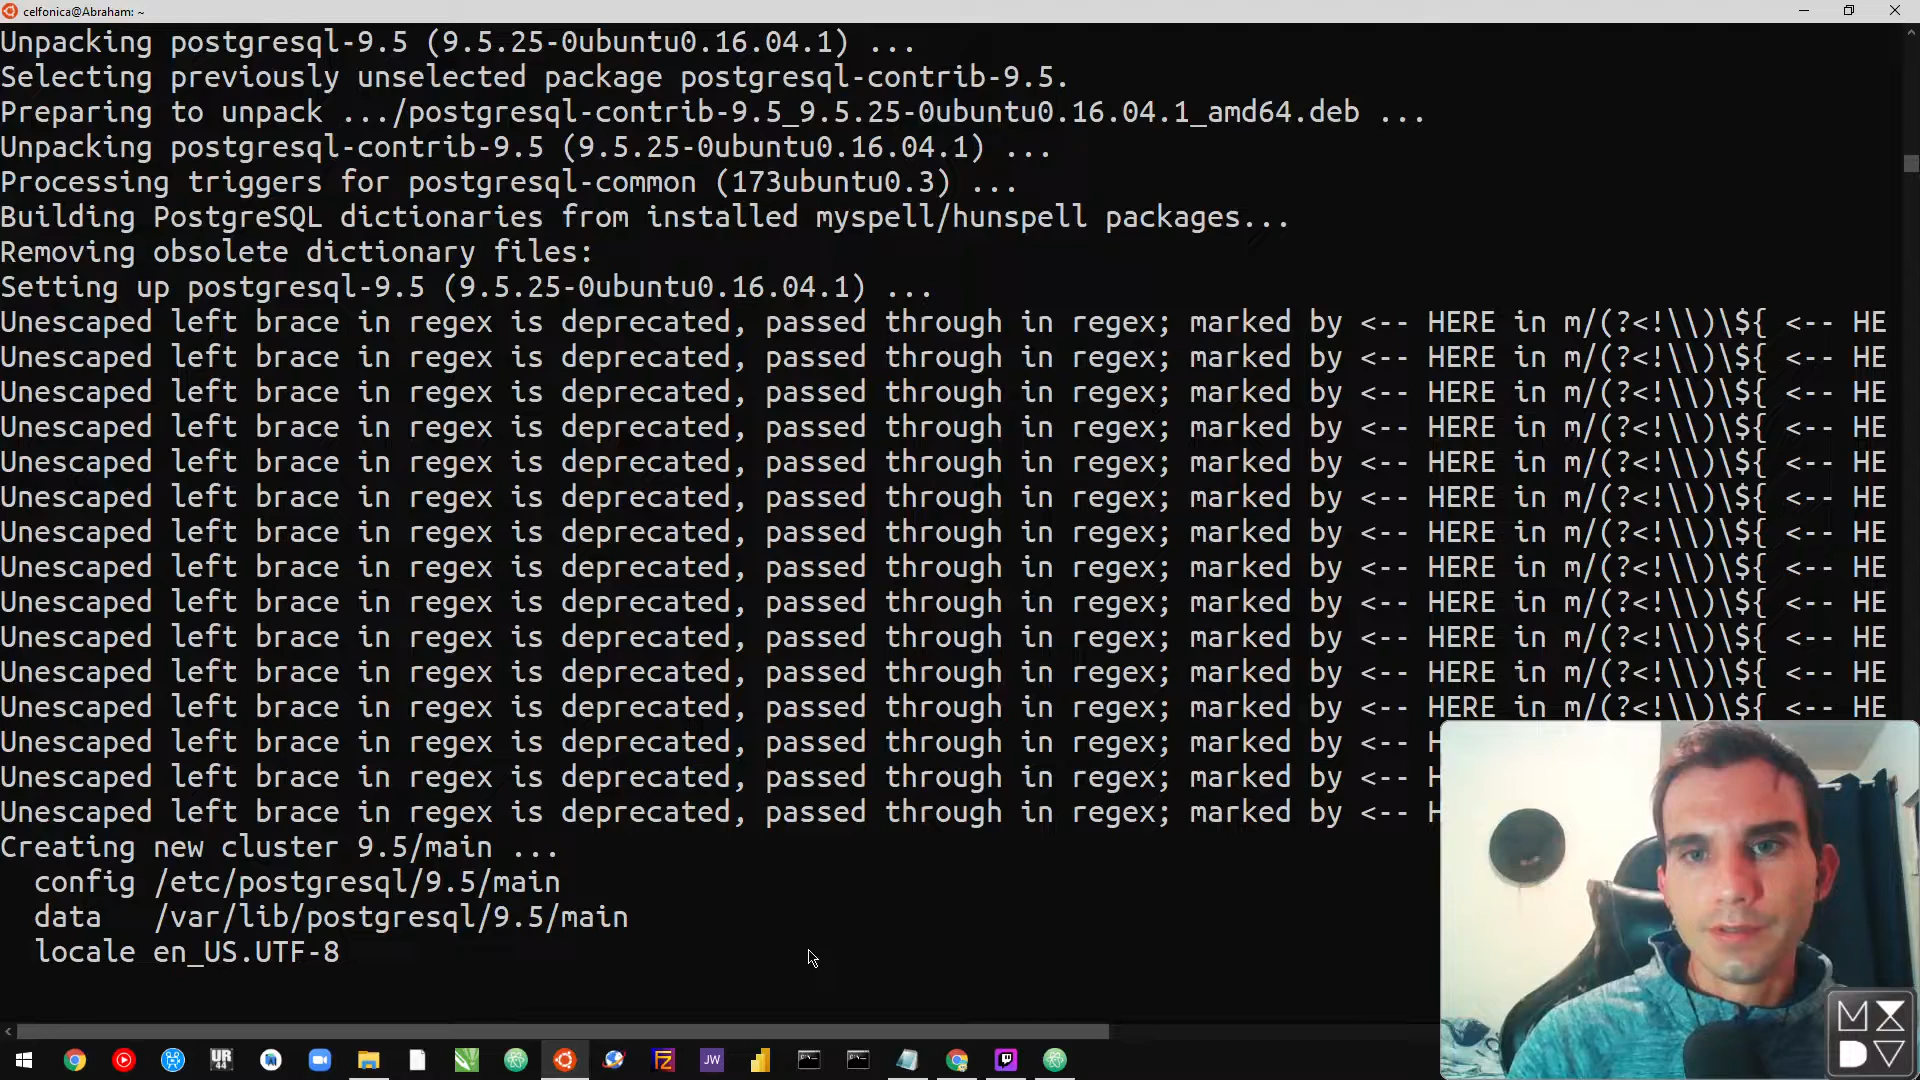 celfonica@Abraham: ~
Unpacking postgresql-9.5 (9.5.25-0ubuntu0.16.04.1) ...
Selecting previously unselected package postgresql-contrib-9.5.
Preparing to unpack .../postgresql-contrib-9.5_9.5.25-0ubuntu0.16.04.1_amd64.deb ...
Unpacking postgresql-contrib-9.5 (9.5.25-0ubuntu0.16.04.1) ...
Processing triggers for postgresql-common (173ubuntu0.3) ...
Building PostgreSQL dictionaries from installed myspell/hunspell packages...
Removing obsolete dictionary files:
Setting up postgresql-9.5 (9.5.25-0ubuntu0.16.04.1) ...
Unescaped left brace in regex is deprecated, passed through in regex; marked by <-- HERE in m/(?<!\\)\${ <-- HE
Unescaped left brace in regex is deprecated, passed through in regex; marked by <-- HERE in m/(?<!\\)\${ <-- HE
Unescaped left brace in regex is deprecated, passed through in regex; marked by <-- HERE in m/(?<!\\)\${ <-- HE
Unescaped left brace in regex is deprecated, passed through in regex; marked by <-- HERE in m/(?<!\\)\${ <-- HE
Unescaped left brace in regex is deprecated, passed through in regex; marked by <-- HERE in m/(?<!\\)\${ <-- HE
Unescaped left brace in regex is deprecated, passed through in regex; marked by <-- HERE in m/(?<!\\)\${ <-- HE
Unescaped left brace in regex is deprecated, passed through in regex; marked by <-- HERE in m/(?<!\\)\${ <-- HE
Unescaped left brace in regex is deprecated, passed through in regex; marked by <-- HERE in m/(?<!\\)\${ <-- HE
Unescaped left brace in regex is deprecated, passed through in regex; marked by <-- HERE in m/(?<!\\)\${ <-- HE
Unescaped left brace in regex is deprecated, passed through in regex; marked by <-- HERE in m/(?<!\\)\${ <-- HE
Unescaped left brace in regex is deprecated, passed through in regex; marked by <-- HERE in m/(?<!\\)\${ <-- HE
Unescaped left brace in regex is deprecated, passed through in regex; marked by <-- HERE in m/(?<!\\)\${ <-- HE
Unescaped left brace in regex is deprecated, passed through in regex; marked by <-- H
Unescaped left brace in regex is deprecated, passed through in regex; marked by <-- H
Unescaped left brace in regex is deprecated, passed through in regex; marked by <-- H
Creating new cluster 9.5/main ...
config /etc/postgresql/9.5/main
data /var/lib/postgresql/9.5/main
locale en_US.UTF-8
UR
44
FZ
JW